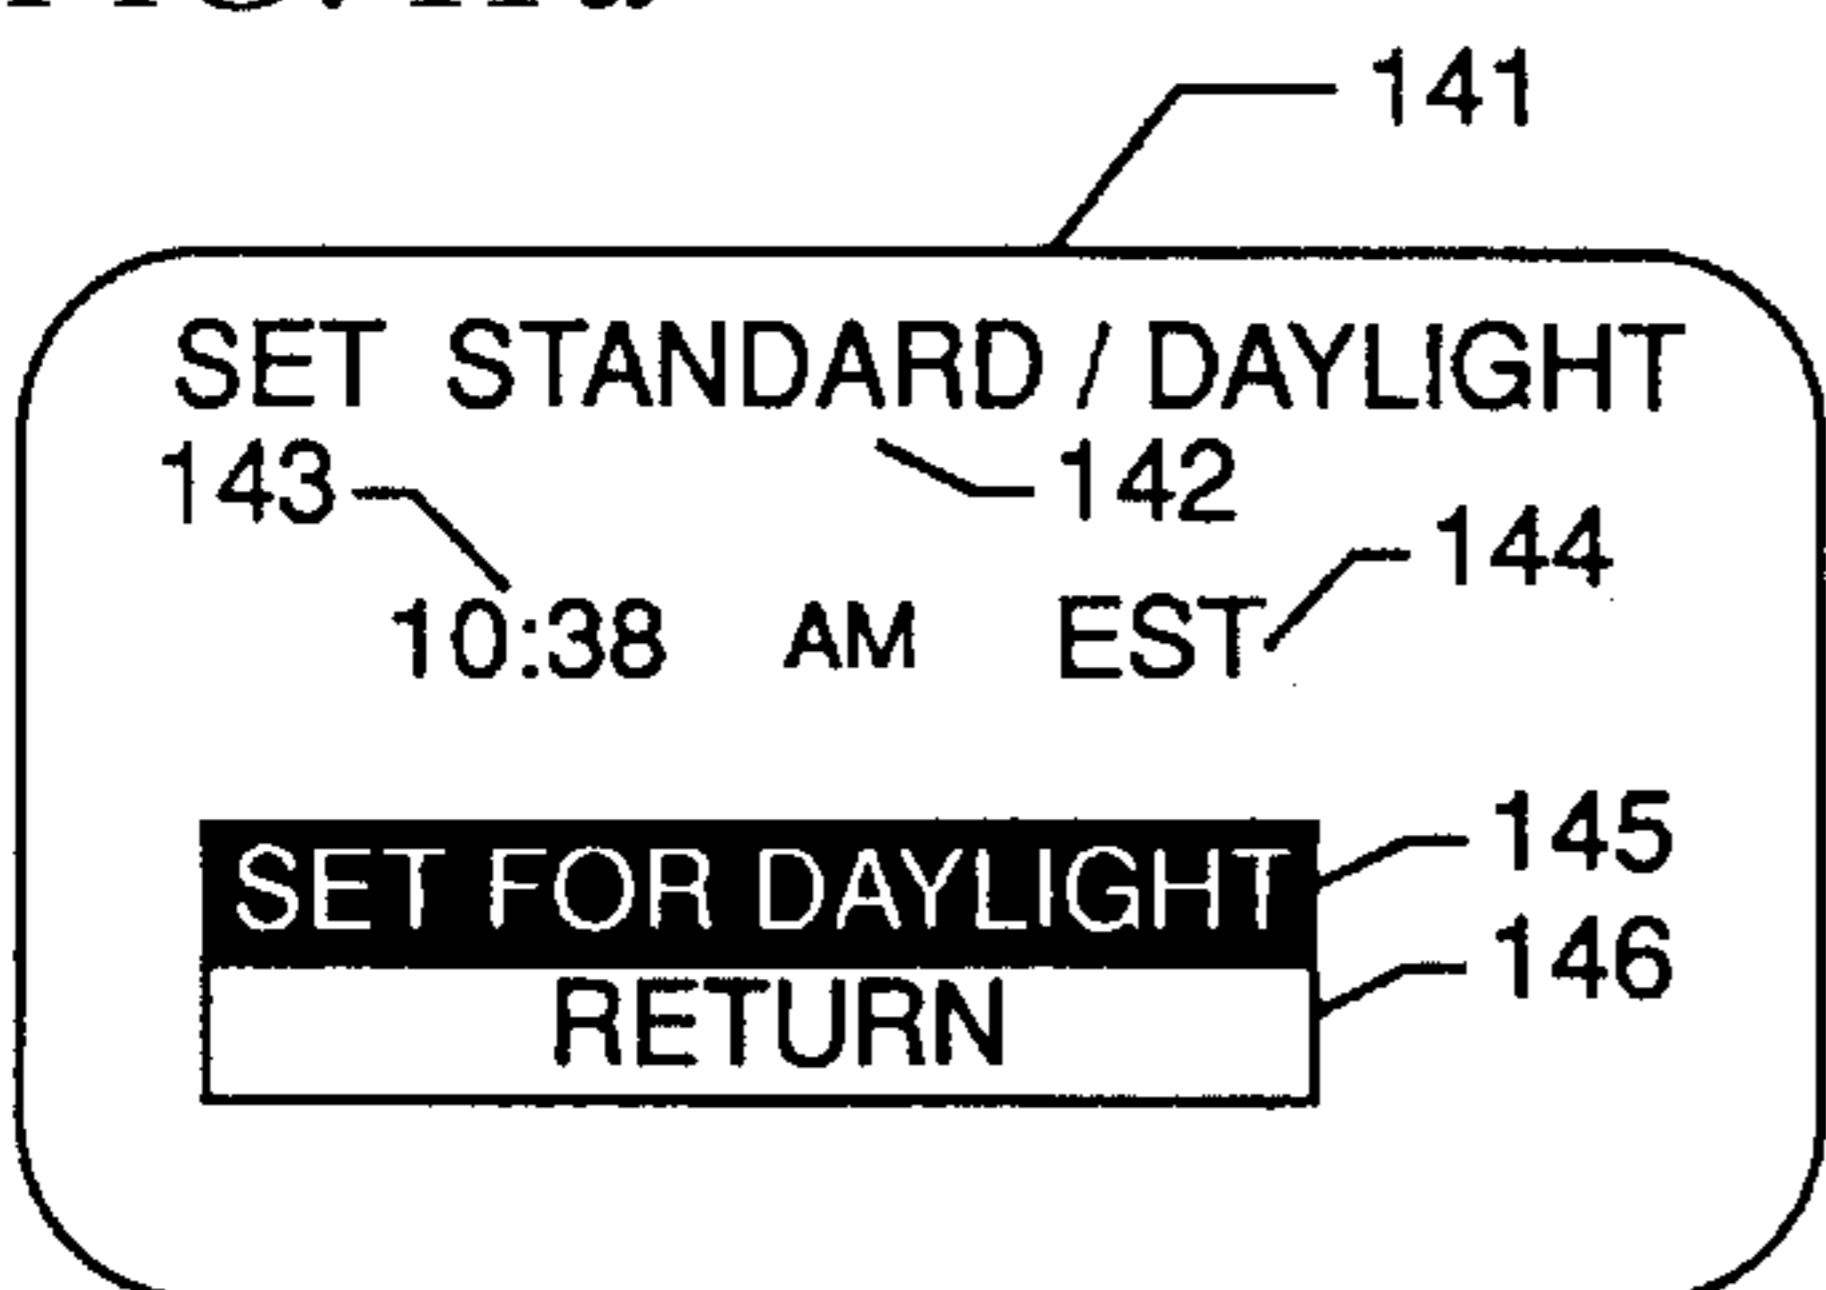 141
SET STANDARD / DAYLIGHT
143 142
144
10:38 AM EST
145
SET FOR DAYLIGHT
146
RETURN